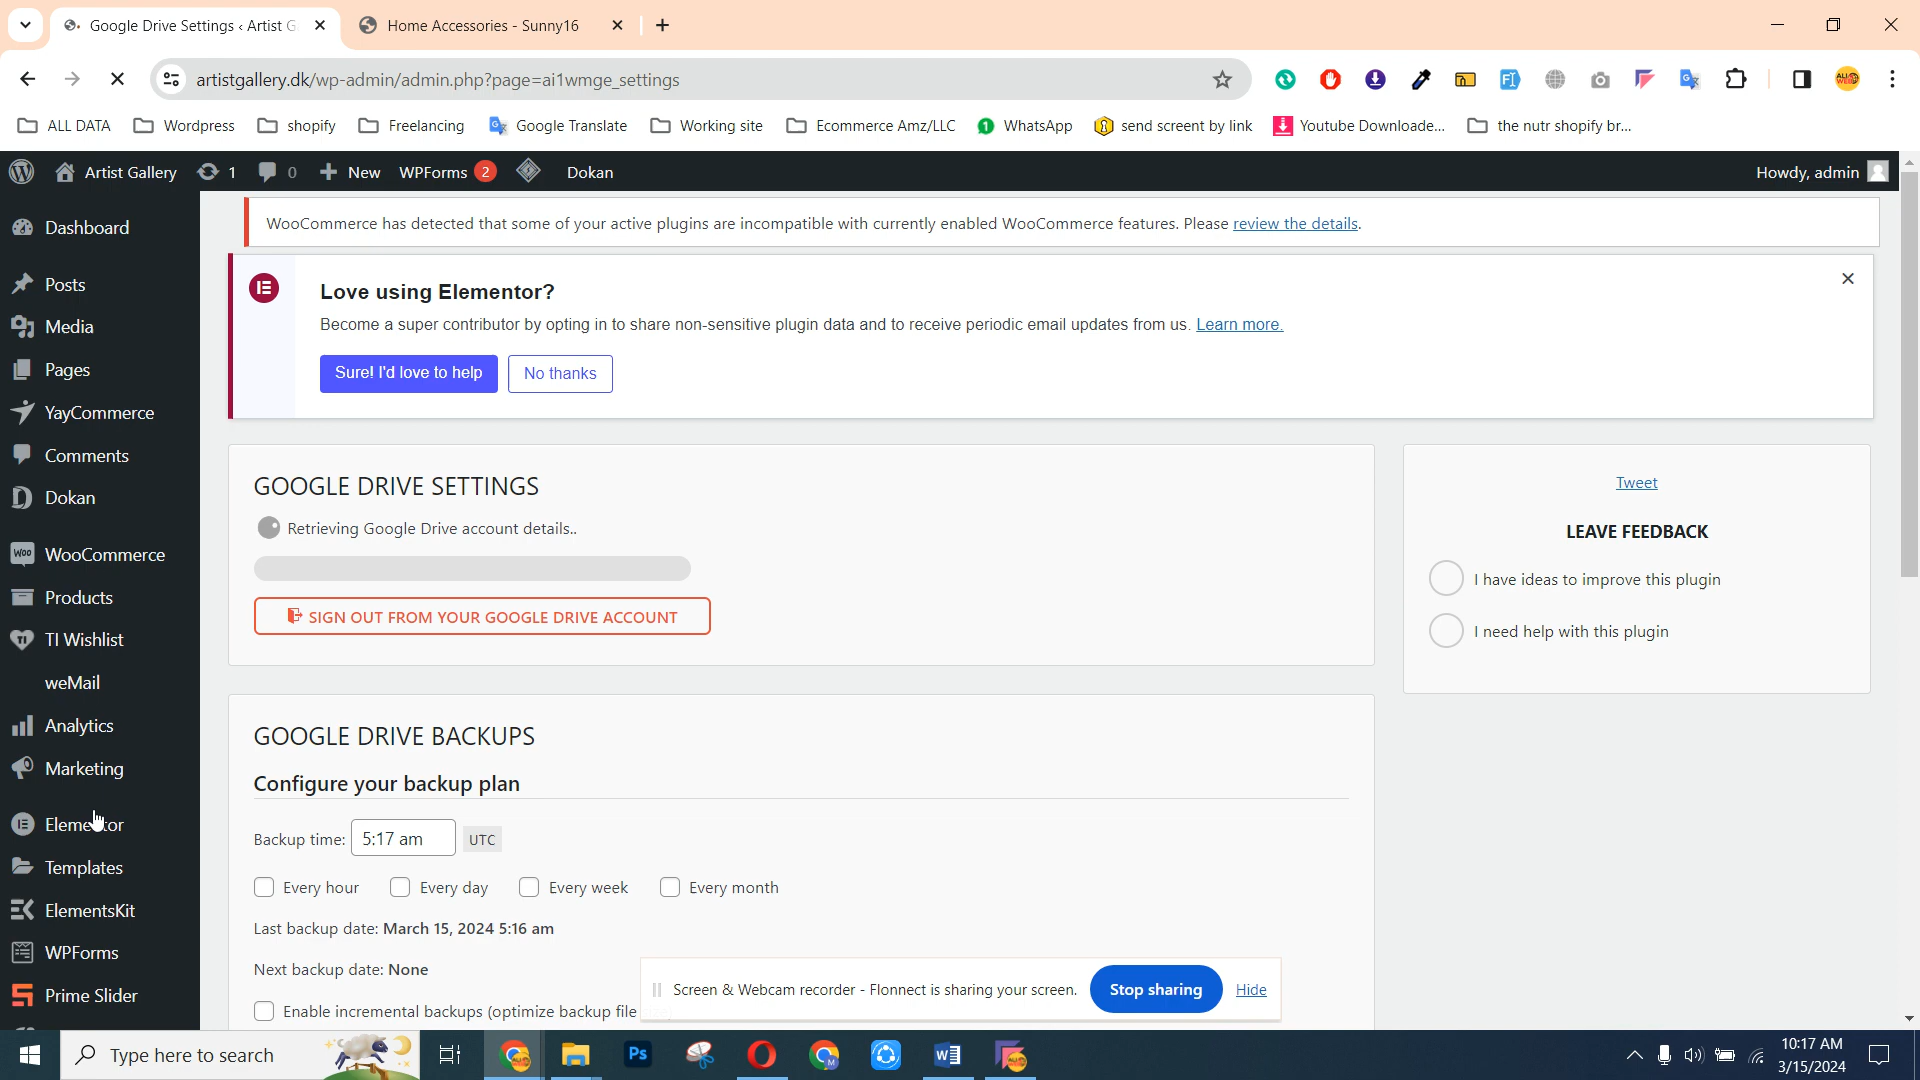 Google Drive Settings ‹ Artist G
Home Accessories - Sunny16
artistgallery.dk/wp-admin/admin.php?page=ai1wmge_settings
ALL DATA
Wordpress
shopify
Freelancing
Google Translate
Working site
Ecommerce Amz/LLC
WhatsApp
send screent by link
Youtube Downloade...
the nutr shopify br...
Artist Gallery
1
0
New
WPForms 2
Dokan
Howdy, admin
Dashboard
Posts
Media
Pages
YayCommerce
Comments
Dokan
WooCommerce
Products
TI Wishlist
weMail
Analytics
Marketing
Elementor
Templates
ElementsKit
WPForms
Prime Slider
WooCommerce has detected that some of your active plugins are incompatible with currently enabled WooCommerce features. Please review the details.
Love using Elementor?
Become a super contributor by opting in to share non-sensitive plugin data and to receive periodic email updates from us. Learn more.
Sure! I'd love to help
No thanks
GOOGLE DRIVE SETTINGS
Retrieving Google Drive account details..
SIGN OUT FROM YOUR GOOGLE DRIVE ACCOUNT
Tweet
LEAVE FEEDBACK
I have ideas to improve this plugin
I need help with this plugin
GOOGLE DRIVE BACKUPS
Configure your backup plan
Backup time: 5:17 am UTC
Every hour
Every day
Every week
Every month
Last backup date: March 15, 2024 5:16 am
Next backup date: None
Enable incremental backups (optimize backup file
Screen & Webcam recorder - Flonnect is sharing your screen.
Stop sharing
Hide
Type here to search
10:17 AM
3/15/2024